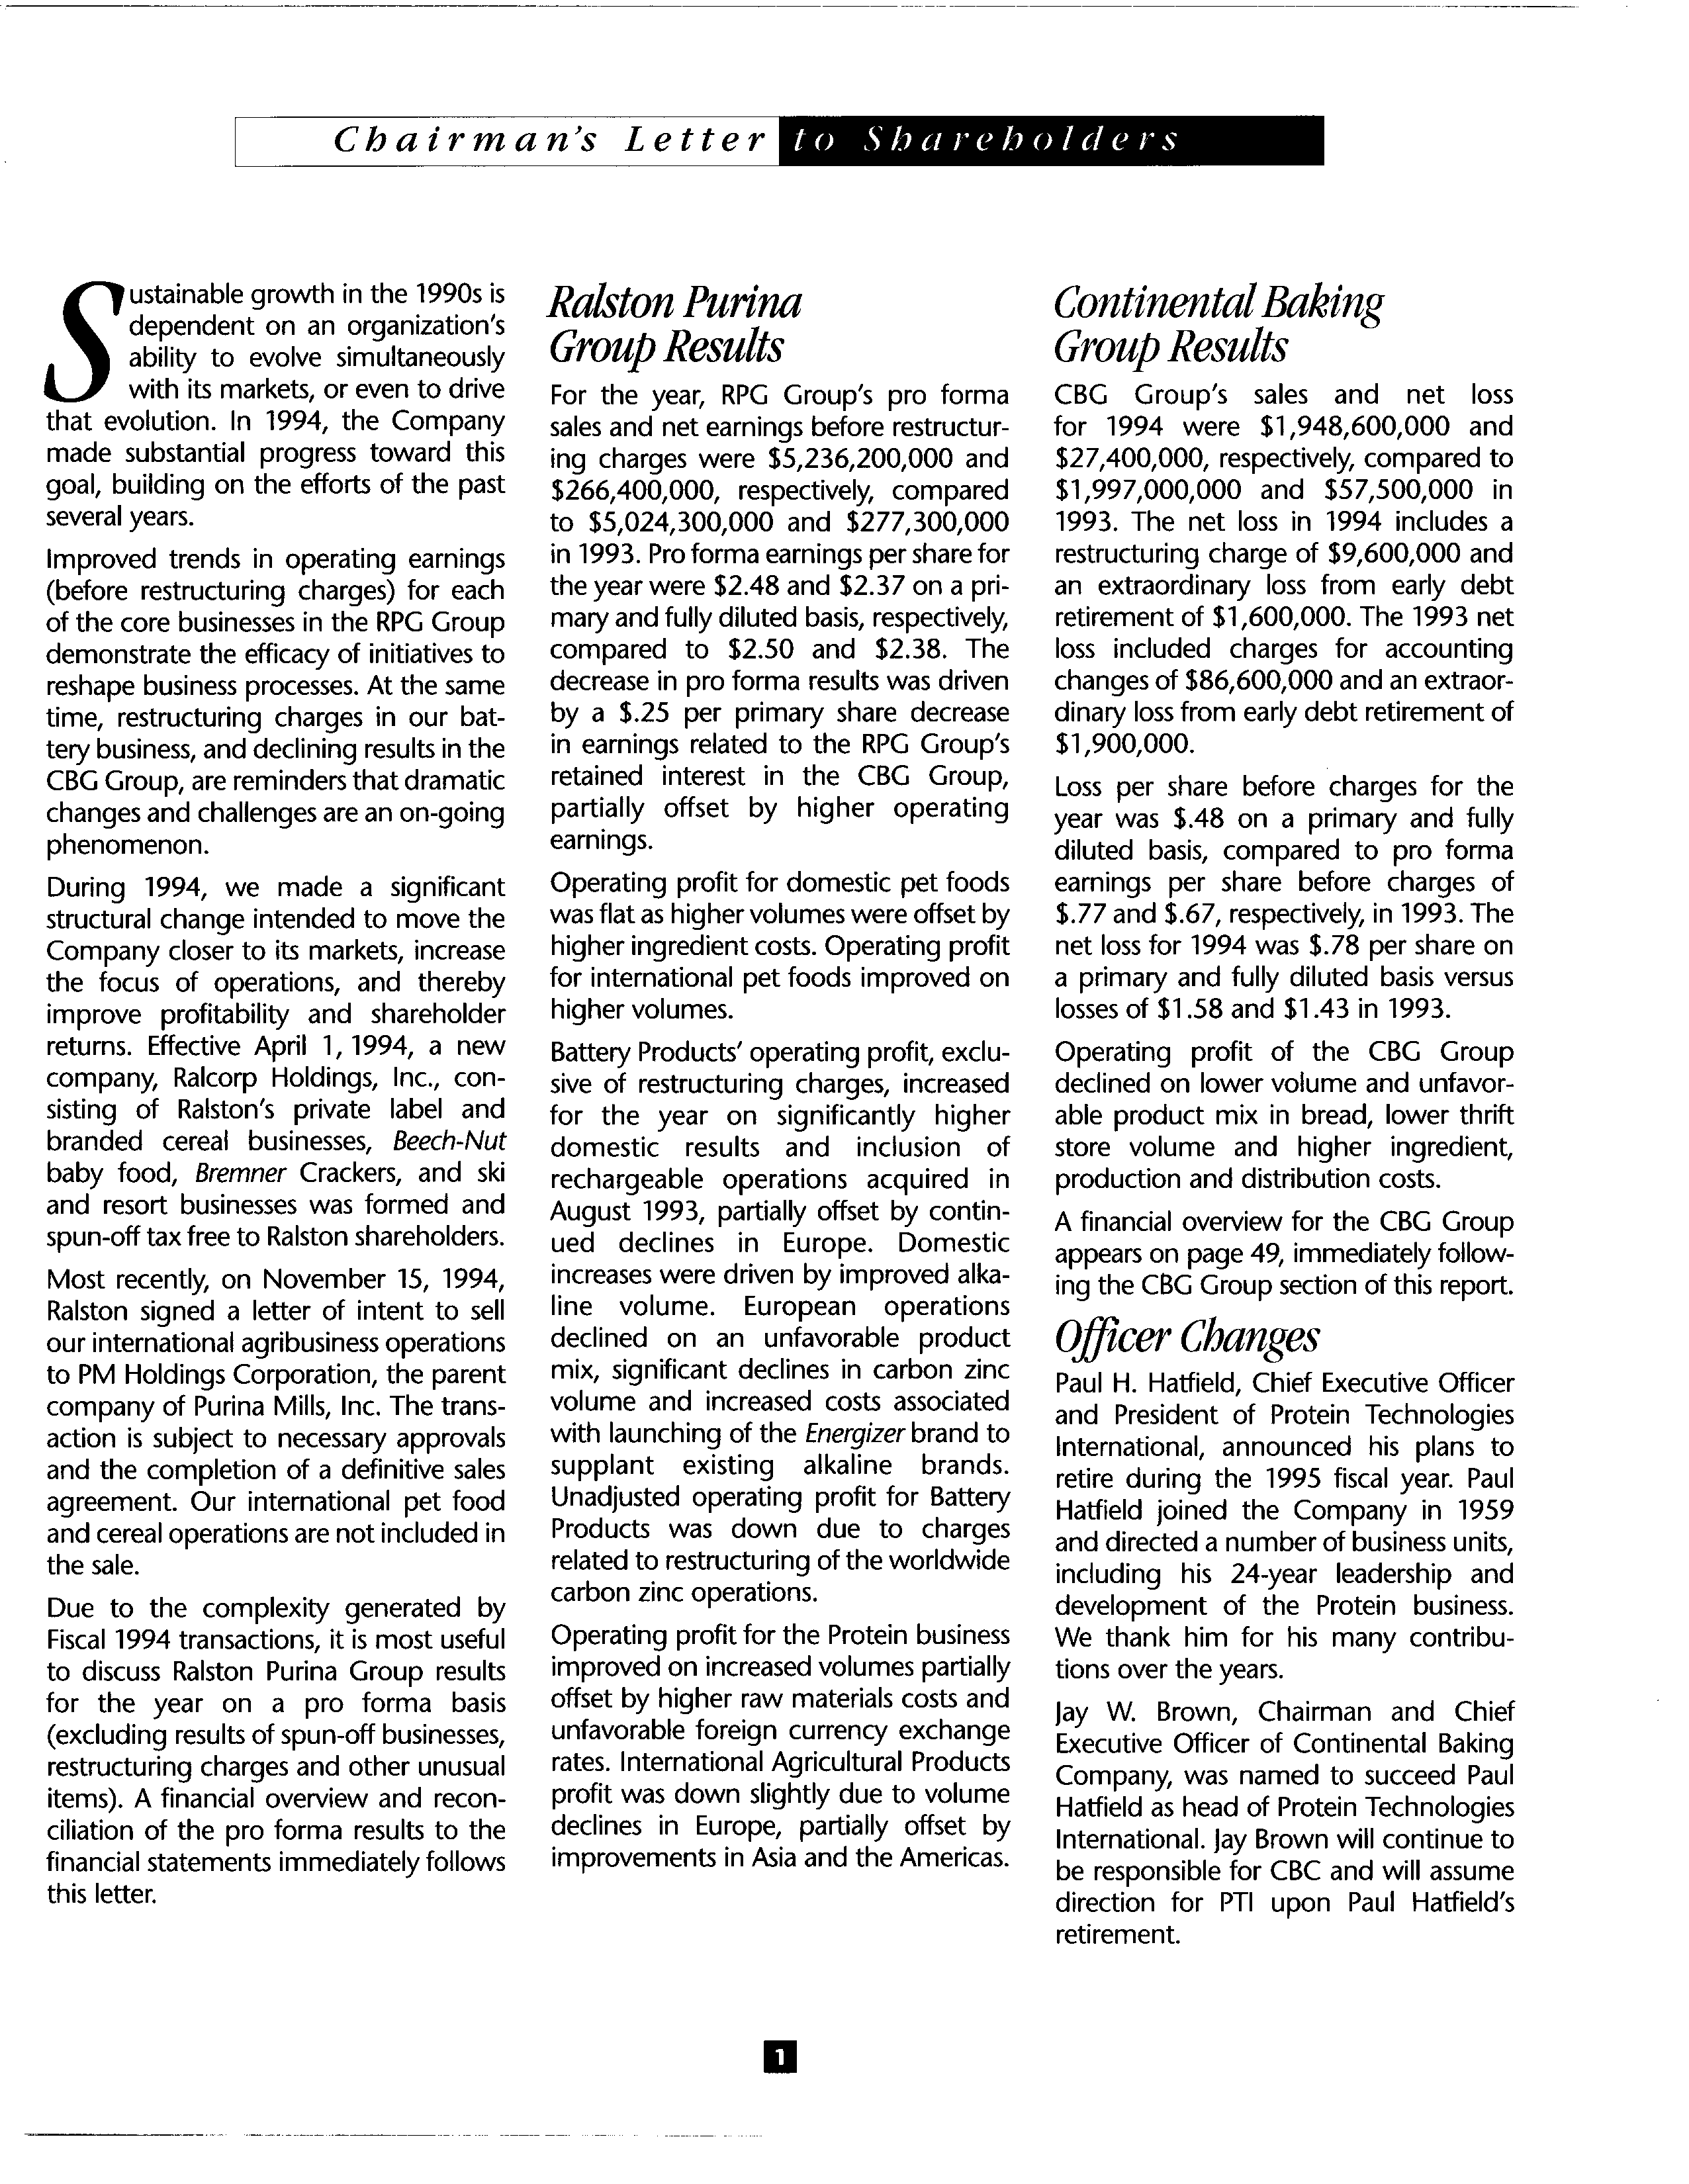 Chairman's Letter to Shareholders
Sustainable growth in the 1990s is
dependent on an organization's
ability to evolve simultaneously
with its markets, or even to drive
that evolution. In 1994, the Company
made substantial progress toward this
goal, building on the efforts of the past
several years.
Improved trends in operating earnings
(before restructuring charges) for each
of the core businesses in the RPG Group
demonstrate the efficacy of initiatives to
reshape business processes. At the same
time, restructuring charges in our bat-
tery business, and declining results in the
CBG Group, are reminders that dramatic
changes and challenges are an on-going
phenomenon.
During 1994, we made a significant
structural change intended to move the
Company closer to its markets, increase
the focus of operations, and thereby
improve profitability and shareholder
returns. Effective April 1, 1994, a new
company, Ralcorp Holdings, Inc., con-
sisting of Ralston's private label and
branded cereal businesses, Beech-Nut
baby food, Bremner Crackers, and ski
and resort businesses was formed and
spun-off tax free to Ralston shareholders.
Most recently, on November 15, 1994,
Ralston signed a letter of intent to sell
our international agribusiness operations
to PM Holdings Corporation, the parent
company of Purina Mills, Inc. The trans-
action is subject to necessary approvals
and the completion of a definitive sales
agreement. Our international pet food
and cereal operations are not included in
the sale.
Due to the complexity generated by
Fiscal 1994 transactions, it is most useful
to discuss Ralston Purina Group results
for the year on a pro forma basis
(excluding results of spun-off businesses,
restructuring charges and other unusual
items). A financial overview and recon-
ciliation of the pro forma results to the
financial statements immediately follows
this letter.
Ralston Purina
Group Results
For the year, RPG Group's pro forma
sales and net earnings before restructur-
ing charges were $5,236,200,000 and
$266,400,000, respectively, compared
to $5,024,300,000 and $277,300,000
in 1993. Pro forma earnings per share for
the year were $2.48 and $2.37 on a pri-
mary and fully diluted basis, respectively,
compared to $2.50 and $2.38. The
decrease in pro forma results was driven
by a $.25 per primary share decrease
in earnings related to the RPG Group's
retained interest in the CBG Group,
partially offset by higher operating
earnings.
Operating profit for domestic pet foods
was flat as higher volumes were offset by
higher ingredient costs. Operating profit
for international pet foods improved on
higher volumes.
Battery Products' operating profit, exclu-
sive of restructuring charges, increased
for the year on significantly higher
domestic results and inclusion of
rechargeable operations acquired in
August 1993, partially offset by contin-
ued declines in Europe. Domestic
increases were driven by improved alka-
line volume. European operations
declined on an unfavorable product
mix, significant declines in carbon zinc
volume and increased costs associated
with launching of the Energizer brand to
supplant existing alkaline brands.
Unadjusted operating profit for Battery
Products was down due to charges
related to restructuring of the worldwide
carbon zinc operations.
Operating profit for the Protein business
improved on increased volumes partially
offset by higher raw materials costs and
unfavorable foreign currency exchange
rates. International Agricultural Products
profit was down slightly due to volume
declines in Europe, partially offset by
improvements in Asia and the Americas.
Continental Baking
Group Results
CBG Group's sales and net loss
for 1994 were $1,948,600,000 and
$27,400,000, respectively, compared to
$1,997,000,000 and $57,500,000 in
1993. The net loss in 1994 includes a
restructuring charge of $9,600,000 and
an extraordinary loss from early debt
retirement of $1,600,000. The 1993 net
loss included charges for accounting
changes of $86,600,000 and an extraor-
dinary loss from early debt retirement of
$1,900,000.
Loss per share before charges for the
year was $.48 on a primary and fully
diluted basis, compared to pro forma
earnings per share before charges of
$.77 and $.67, respectively, in 1993. The
net loss for 1994 was $.78 per share on
a primary and fully diluted basis versus
losses of $1.58 and $1.43 in 1993.
Operating profit of the CBG Group
declined on lower volume and unfavor-
able product mix in bread, lower thrift
store volume and higher ingredient,
production and distribution costs.
A financial overview for the CBG Group
appears on page 49, immediately follow-
ing the CBG Group section of this report.
Officer Changes
Paul H. Hatfield, Chief Executive Officer
and President of Protein Technologies
International, announced his plans to
retire during the 1995 fiscal year. Paul
Hatfield joined the Company in 1959
and directed a number of business units,
including his 24-year leadership and
development of the Protein business.
We thank him for his many contribu-
tions over the years.
Jay W. Brown, Chairman and Chief
Executive Officer of Continental Baking
Company, was named to succeed Paul
Hatfield as head of Protein Technologies
International. Jay Brown will continue to
be responsible for CBC and will assume
direction for PTI upon Paul Hatfield's
retirement.
1